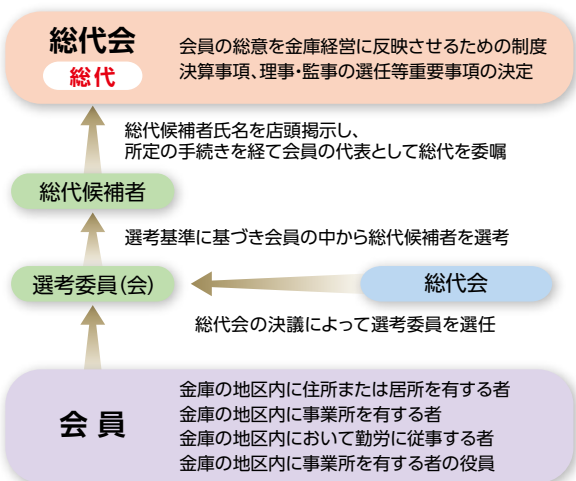 総代会
総代
会員の総意を金庫経営に反映させるための制度
決算事項、理事・監事の選任等重要事項の決定
総代候補者氏名を店頭掲示し、
所定の手続きを経て会員の代表として総代を委嘱
総代候補者
選考基準に基づき会員の中から総代候補者を選考
選考委員(会)
総代会
総代会の決議によって選考委員を選任
会 員
金庫の地区内に住所または居所を有する者
金庫の地区内に事業所を有する者
金庫の地区内において勤労に従事する者
金庫の地区内に事業所を有する者の役員